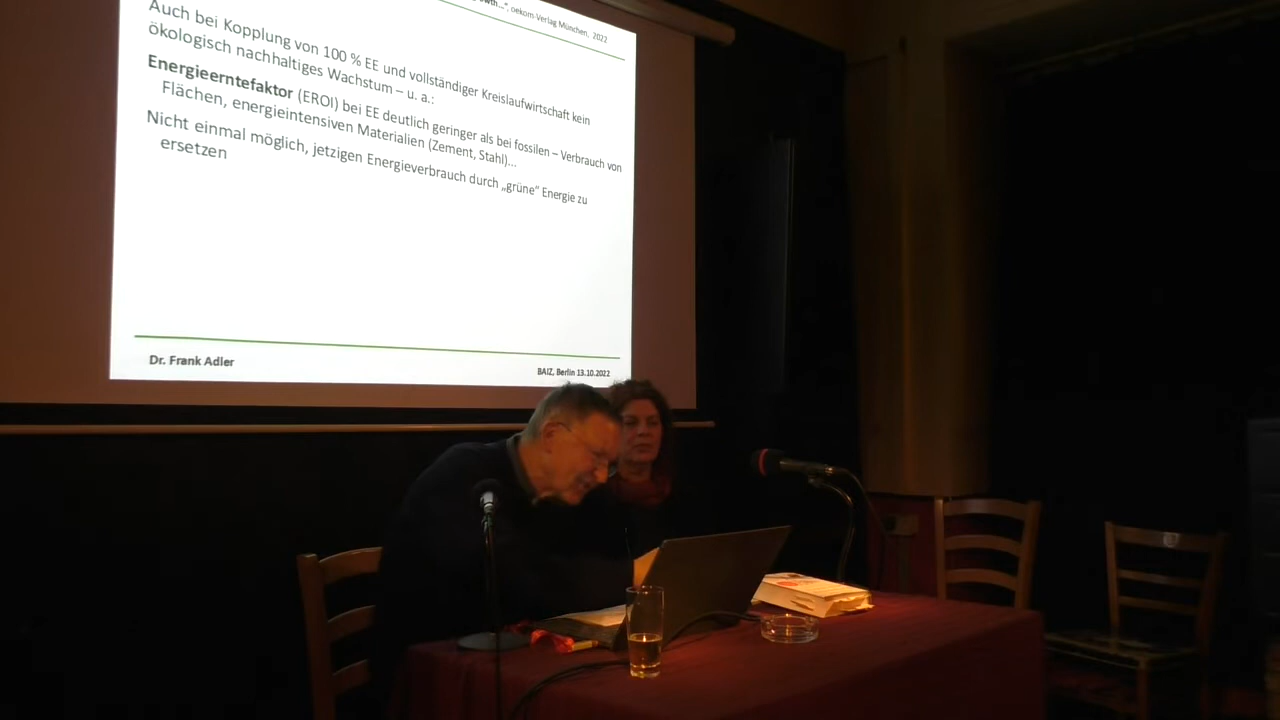 owth...“, oekom-Verlag München, 2022
Auch bei Kopplung von 100 % EE und vollständiger Kreislaufwirtschaft kein
ökologisch nachhaltiges Wachstum – u. a.:
Energieerntefaktor (EROI) bei EE deutlich geringer als bei fossilen – Verbrauch von
Flächen, energieintensiven Materialien (Zement, Stahl)...
Nicht einmal möglich, jetzigen Energieverbrauch durch „grüne“ Energie zu
ersetzen
Dr. Frank Adler
BAIZ, Berlin 13.10.2022